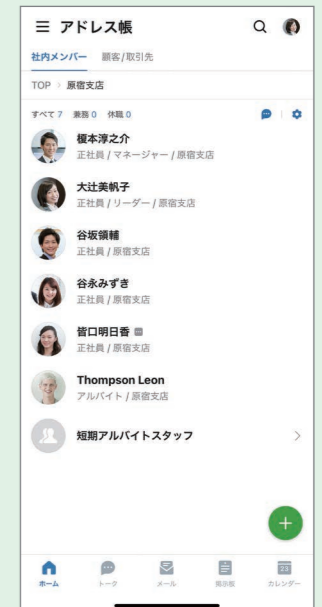 アドレス帳
社内メンバー 顧客/取引先
TOP > 原宿支店
すべて 7 兼務 0 休職 0
榎本淳之介
正社員 / マネージャー / 原宿支店
大辻美帆子
正社員 / リーダー / 原宿支店
谷坂領輔
正社員 / 原宿支店
谷永みずき
正社員 / 原宿支店
皆口明日香
正社員 / 原宿支店
Thompson Leon
アルバイト / 原宿支店
短期アルバイトスタッフ
23
ホーム トーク メール 掲示板 カレンダー